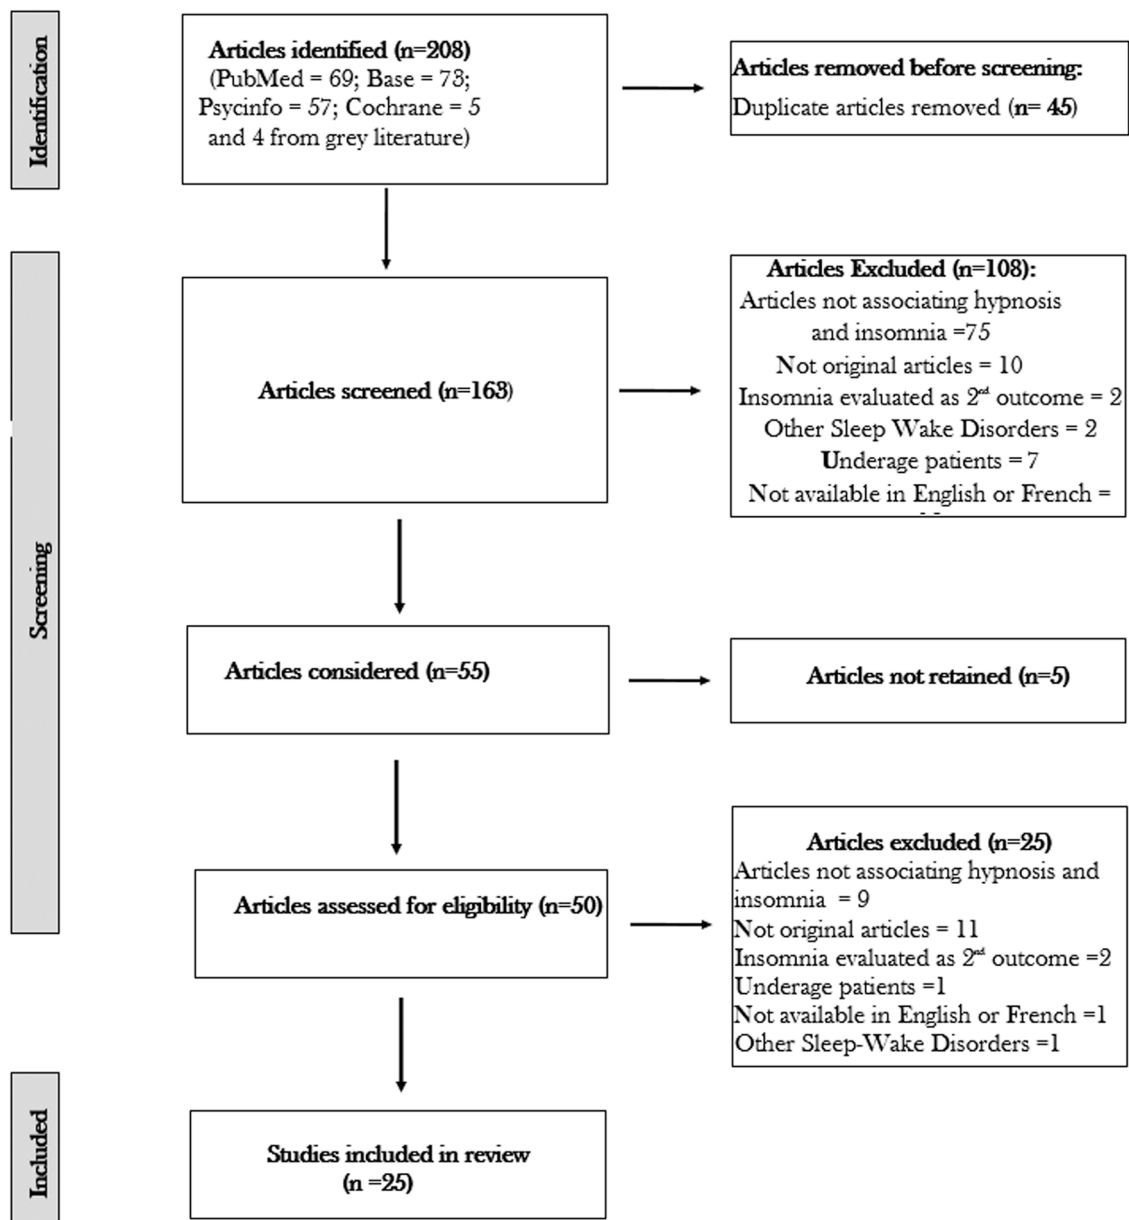 Identification
Articles identified (n=208)
(PubMed = 69; Base = 73;
Psycinfo = 57; Cochrane = 5
and 4 from grey literature)
Articles removed before screening:
Duplicate articles removed (n= 45)
Screening
Articles screened (n=163)
Articles Excluded (n=108):
Articles not associating hypnosis
and insomnia =75
Not original articles = 10
Insomnia evaluated as 2nd outcome = 2
Other Sleep Wake Disorders = 2
Underage patients = 7
Not available in English or French =
Articles considered (n=55)
Articles not retained (n=5)
Articles assessed for eligibility (n=50)
Articles excluded (n=25)
Articles not associating hypnosis and
insomnia = 9
Not original articles = 11
Insomnia evaluated as 2nd outcome =2
Underage patients =1
Not available in English or French =1
Other Sleep-Wake Disorders =1
Included
Studies included in review
(n =25)